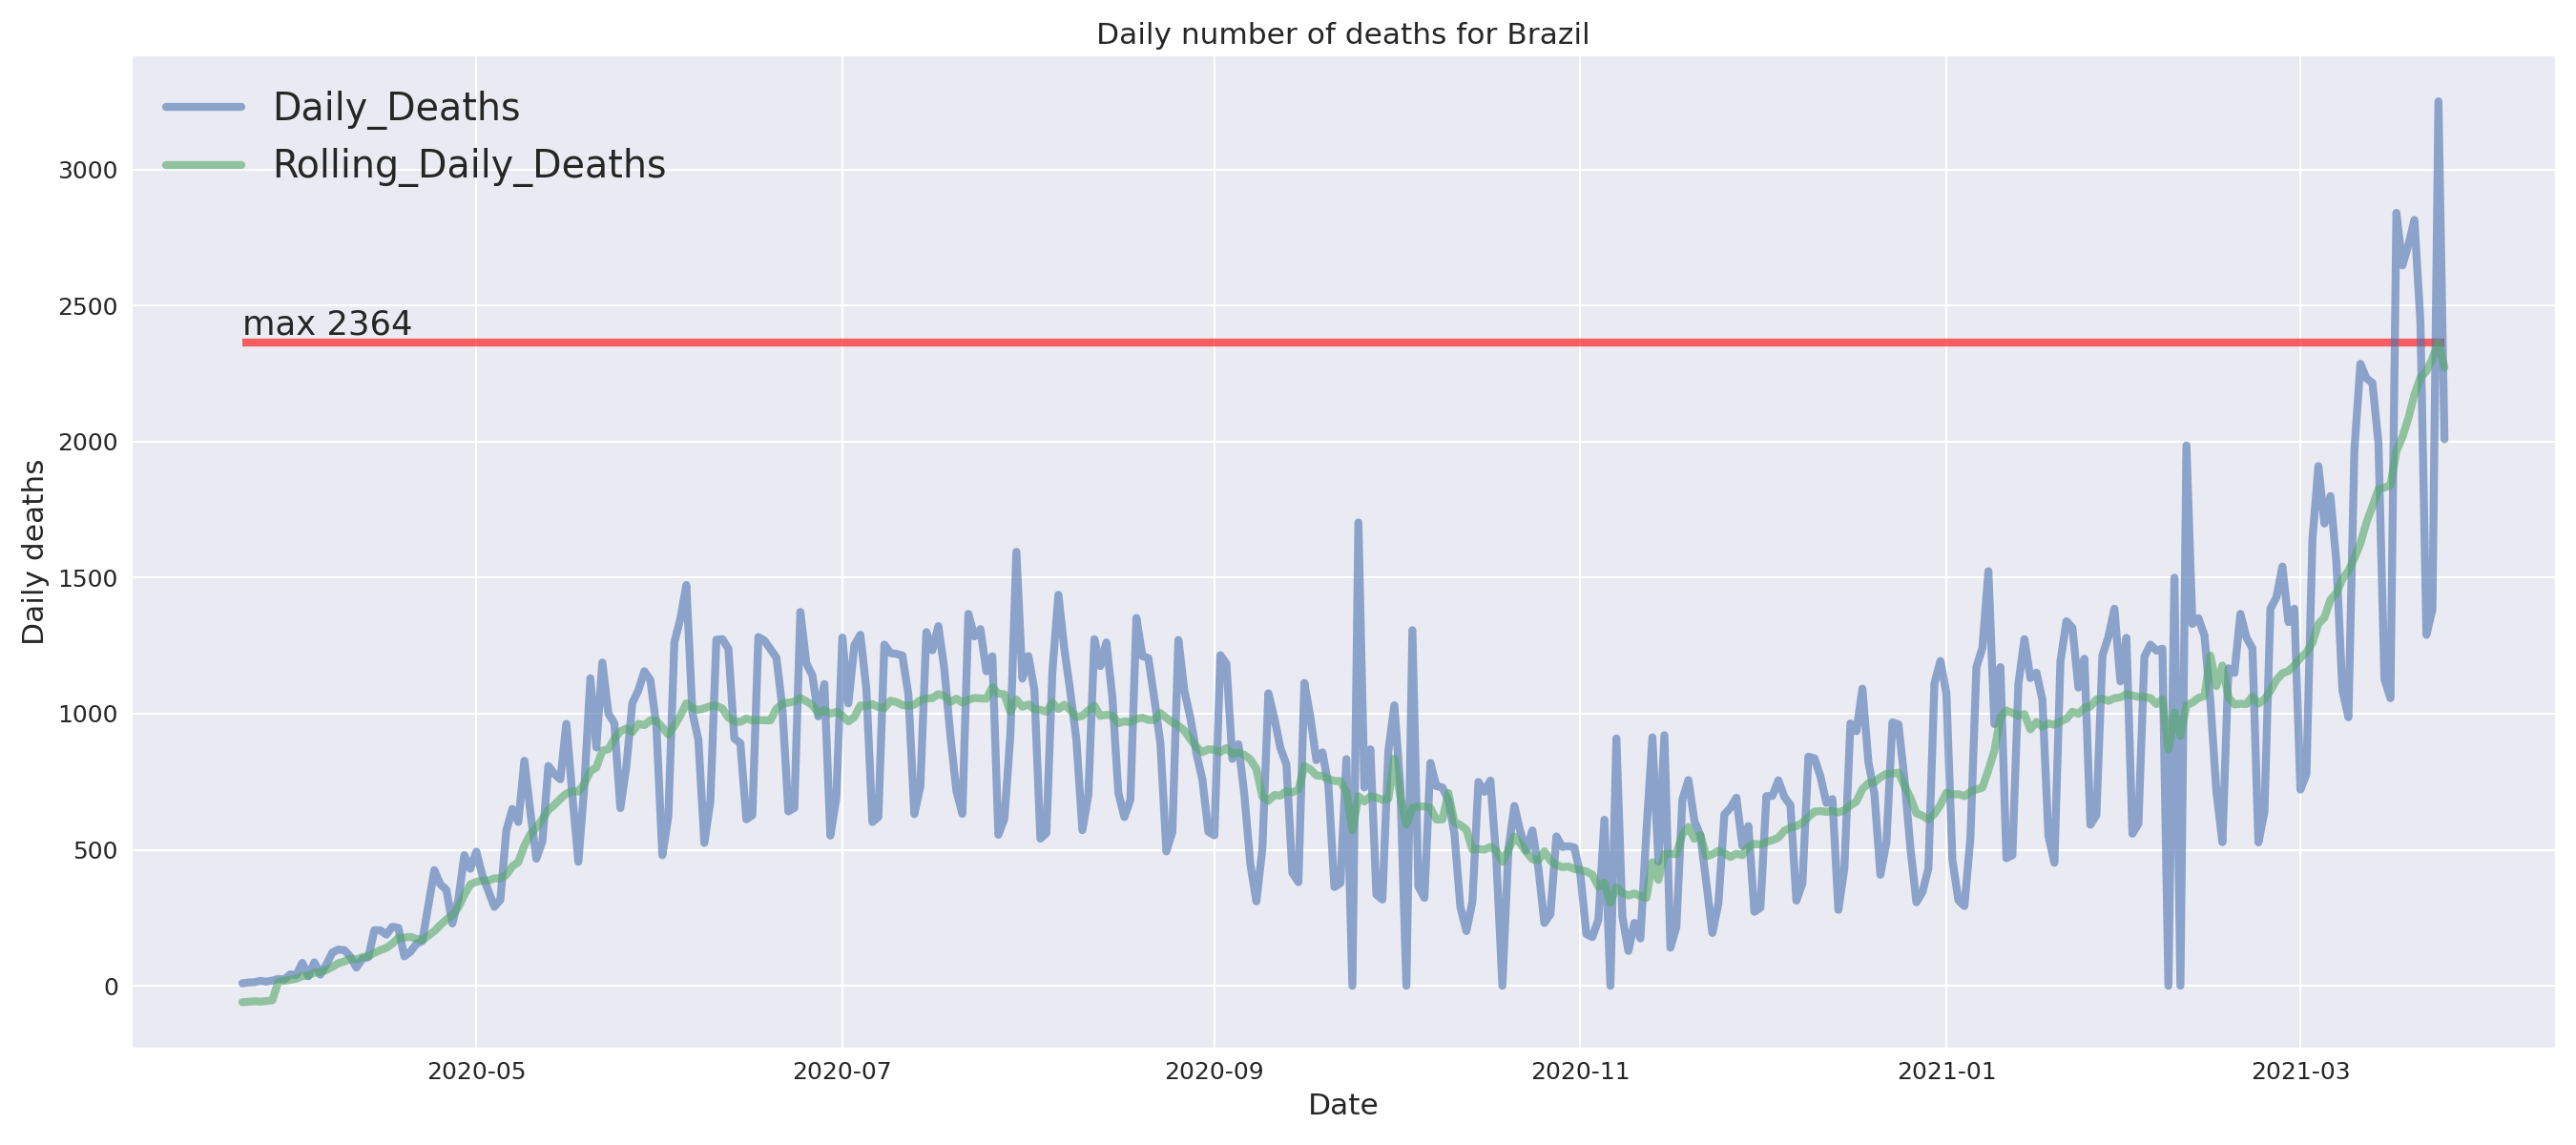 Daily number of deaths for Brazil
Daily_Deaths
Rolling_Daily_Deaths
max 2364
Daily deaths
3000
2500
2000
1500
1000
500
0
2020-05
2020-07
2020-09
2020-11
2021-01
2021-03
Date